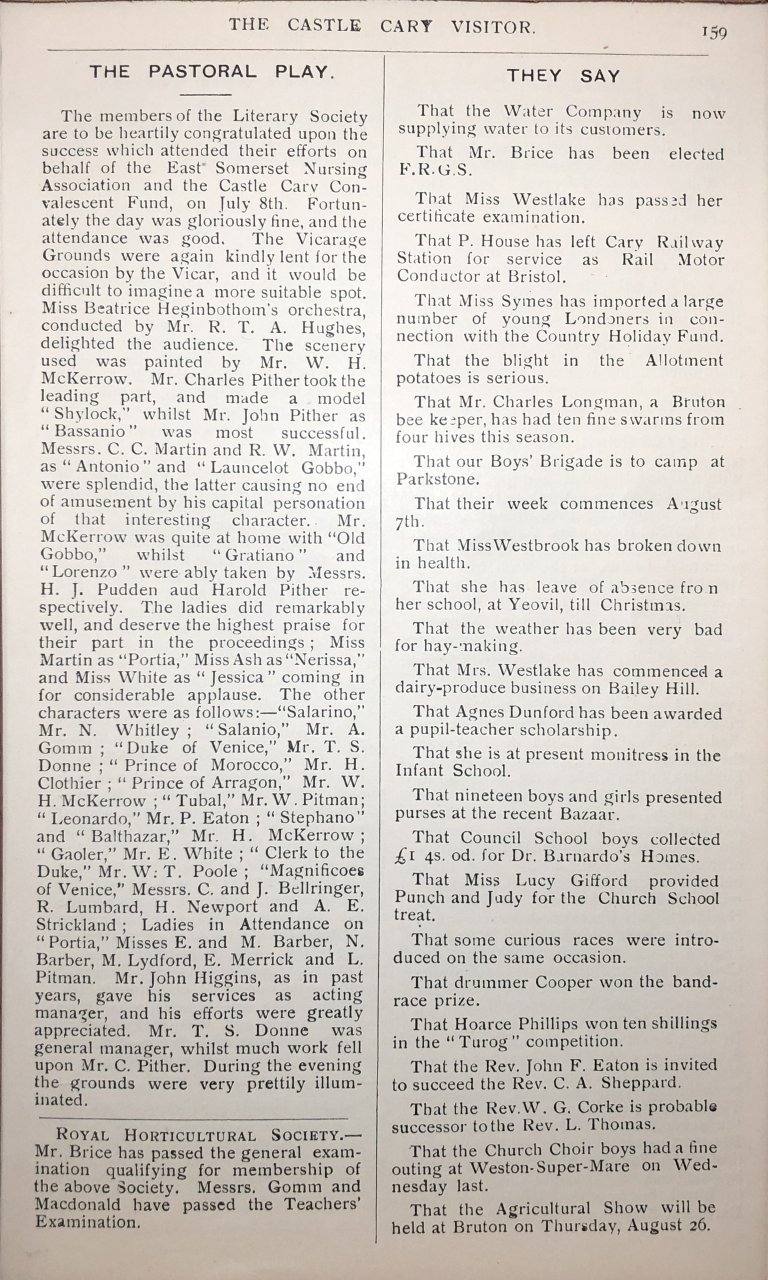 THE CASTLE CARY VISITOR.
159
THE PASTORAL PLAY.
The members of the Literary Society
are to be heartily congratulated upon the
success which attended their efforts on
behalf of the East Somerset Nursing
Association and the Castle Cary Con-
valescent Fund, on July 8th. Fortun-
ately the day was gloriously fine, and the
attendance was good. The Vicarage
Grounds were again kindly lent for the
occasion by the Vicar, and it would be
difficult to imagine a more suitable spot.
Miss Beatrice Heginbothom's orchestra,
conducted by Mr. R. T. A. Hughes,
delighted the audience. The scenery
used was painted by Mr. W. H.
McKerrow. Mr. Charles Pither took the
leading part, and made a model
"Shylock," whilst Mr. John Pither as
"Bassanio" was most successful.
Messrs. C. C. Martin and R. W. Martin,
as "Antonio" and "Launcelot Gobbo,"
were splendid, the latter causing no end
of amusement by his capital personation
of that interesting character. Mr.
McKerrow was quite at home with "Old
Gobbo," whilst "Gratiano" and
"Lorenzo" were ably taken by Messrs.
H. J. Pudden aud Harold Pither re-
spectively. The ladies did remarkably
well, and deserve the highest praise for
their part in the proceedings; Miss
Martin as "Portia," Miss Ash as "Nerissa,"
and Miss White as "Jessica" coming in
for considerable applause. The other
characters were as follows:—"Salarino,"
Mr. N. Whitley; "Salanio," Mr. A.
Gomm; "Duke of Venice," Mr. T. S.
Donne; "Prince of Morocco," Mr. H.
Clothier; "Prince of Arragon," Mr. W.
H. McKerrow; "Tubal," Mr. W. Pitman;
"Leonardo," Mr. P. Eaton; "Stephano"
and "Balthazar," Mr. H. McKerrow;
"Gaoler," Mr. E. White; "Clerk to the
Duke," Mr. W. T. Poole; "Magnificoes
of Venice," Messrs. C. and J. Bellringer,
R. Lumbard, H. Newport and A. E.
Strickland; Ladies in Attendance on
"Portia," Misses E. and M. Barber, N.
Barber, M. Lydford, E. Merrick and L.
Pitman. Mr. John Higgins, as in past
years, gave his services as acting
manager, and his efforts were greatly
appreciated. Mr. T. S. Donne was
general manager, whilst much work fell
upon Mr. C. Pither. During the evening
the grounds were very prettily illum-
inated.
ROYAL HORTICULTURAL SOCIETY.—
Mr. Brice has passed the general exam-
ination qualifying for membership of
the above Society. Messrs. Gomm and
Macdonald have passed the Teachers'
Examination.
THEY SAY
That the Water Company is now
supplying water to its customers.
That Mr. Brice has been elected
F.R.G.S.
That Miss Westlake has passed her
certificate examination.
That P. House has left Cary Railway
Station for service as Rail Motor
Conductor at Bristol.
That Miss Symes has imported a large
number of young Londoners in con-
nection with the Country Holiday Fund.
That the blight in the Allotment
potatoes is serious.
That Mr. Charles Longman, a Bruton
bee keeper, has had ten fine swarms from
four hives this season.
That our Boys' Brigade is to camp at
Parkstone.
That their week commences August
7th.
That Miss Westbrook has broken down
in health.
That she has leave of absence from
her school, at Yeovil, till Christmas.
That the weather has been very bad
for hay-making.
That Mrs. Westlake has commenced a
dairy-produce business on Bailey Hill.
That Agnes Dunford has been awarded
a pupil-teacher scholarship.
That she is at present monitress in the
Infant School.
That nineteen boys and girls presented
purses at the recent Bazaar.
That Council School boys collected
£1 4s. od. for Dr. Barnardo's Homes.
That Miss Lucy Gifford provided
Punch and Judy for the Church School
treat.
That some curious races were intro-
duced on the same occasion.
That drummer Cooper won the band-
race prize.
That Hoarce Phillips won ten shillings
in the "Turog" competition.
That the Rev. John F. Eaton is invited
to succeed the Rev. C. A. Sheppard.
That the Rev. W. G. Corke is probable
successor to the Rev. L. Thomas.
That the Church Choir boys had a fine
outing at Weston-Super-Mare on Wed-
nesday last.
That the Agricultural Show will be
held at Bruton on Thursday, August 26.